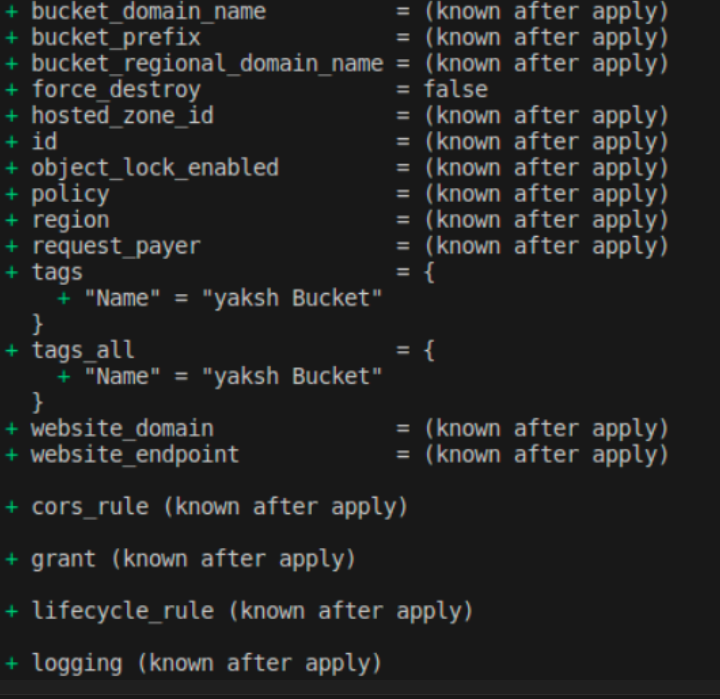 + bucket_domain_name = (known after apply)
+ bucket_prefix = (known after apply)
+ bucket_regional_domain_name = (known after apply)
+ force_destroy = false
+ hosted_zone_id = (known after apply)
+ id = (known after apply)
+ object_lock_enabled = (known after apply)
+ policy = (known after apply)
+ region = (known after apply)
+ request_payer = (known after apply)
+ tags = {
+ "Name" = "yaksh Bucket"
}
+ tags_all = {
+ "Name" = "yaksh Bucket"
}
+ website_domain = (known after apply)
+ website_endpoint = (known after apply)
+ cors_rule (known after apply)
+ grant (known after apply)
+ lifecycle_rule (known after apply)
+ logging (known after apply)